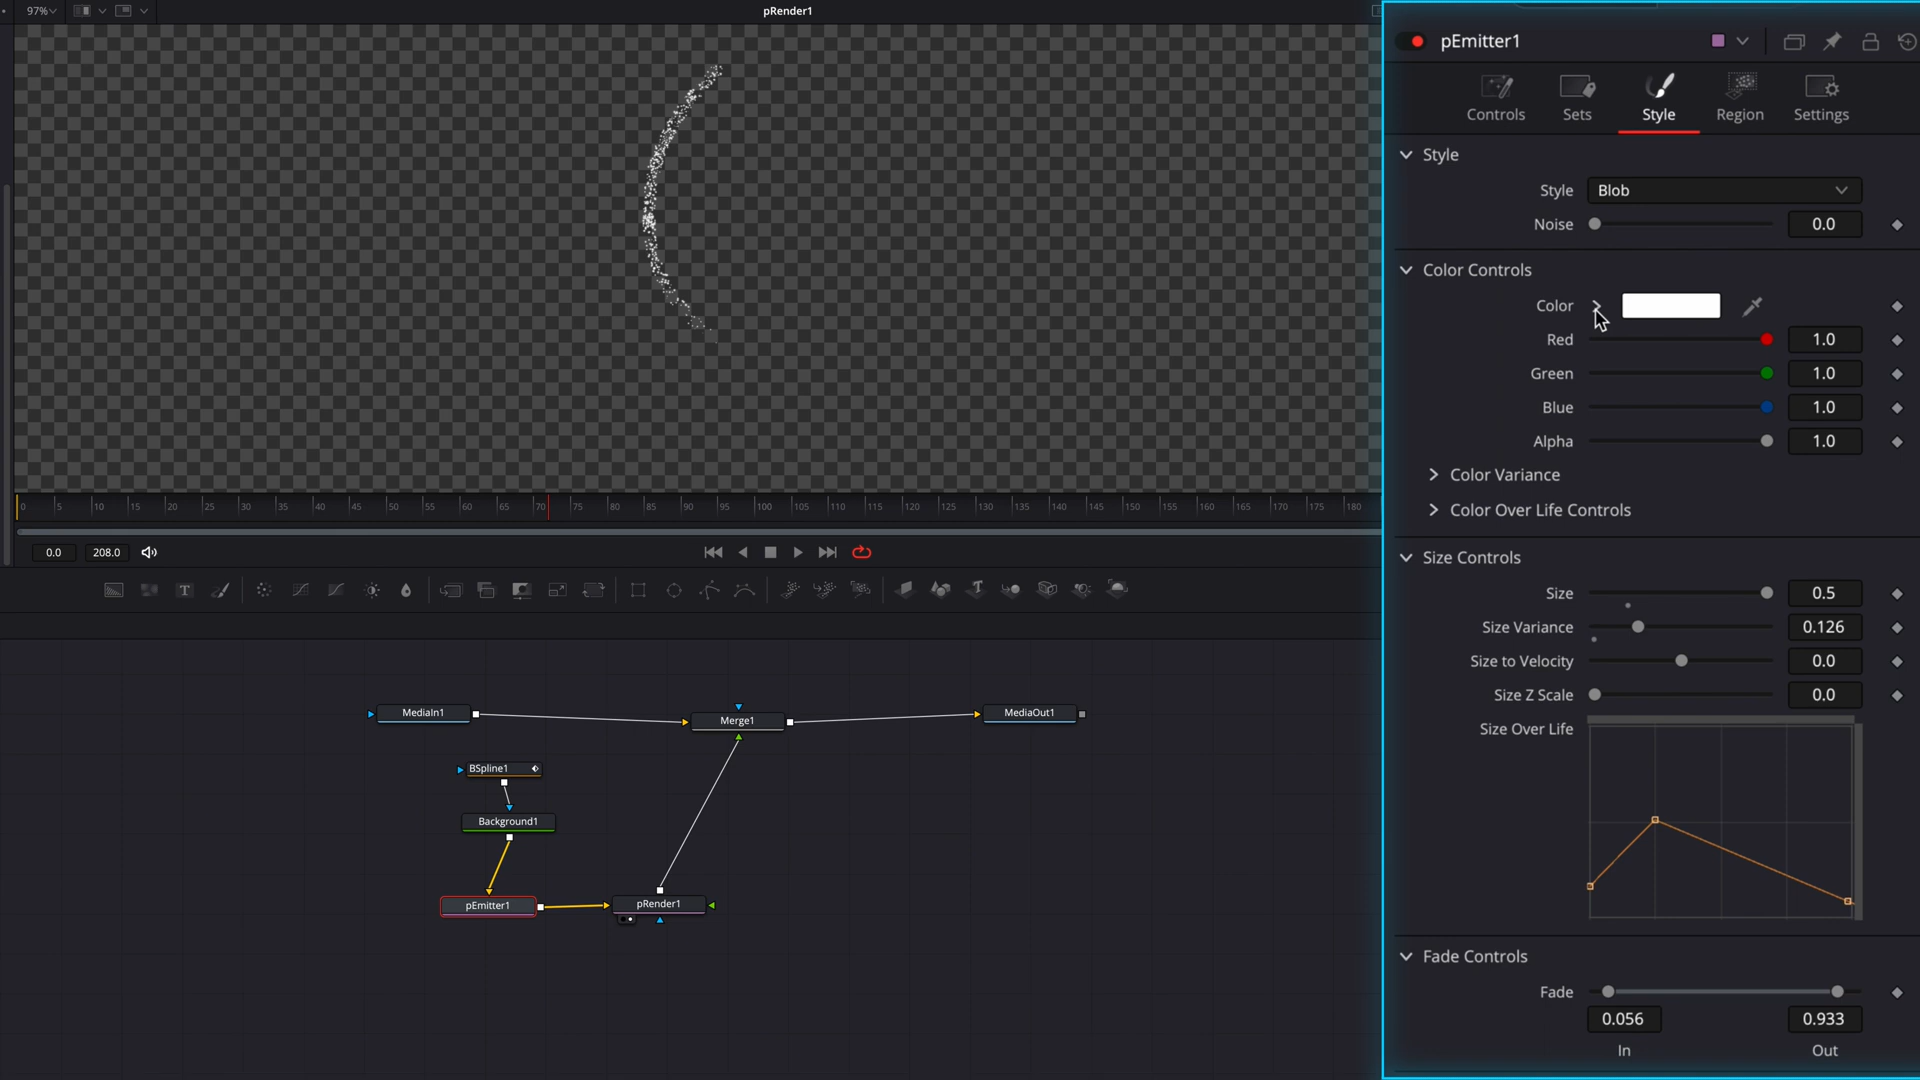 97%
pRender1
pEmitter1
Controls Sets Style Region Settings
Style
Style Blob
Noise 0.0
Color Controls
Color
Red 1.0
Green 1.0
Blue 1.0
Alpha 1.0
Color Variance
Color Over Life Controls
Size Controls
Size 0.5
Size Variance 0.126
Size to Velocity 0.0
Size Z Scale 0.0
Size Over Life
Fade Controls
Fade
0.056 0.933
In Out
0 5 10 15 20 25 30 35 40 45 50 55 60 65 70 75 80 85 90 95 100 105 110 115 120 125 130 135 140 145 150 155 160 165 170 175 180
0.0 208.0
T
MediaIn1 Merge1 MediaOut1
BSpline1
Background1
pEmitter1 pRender1